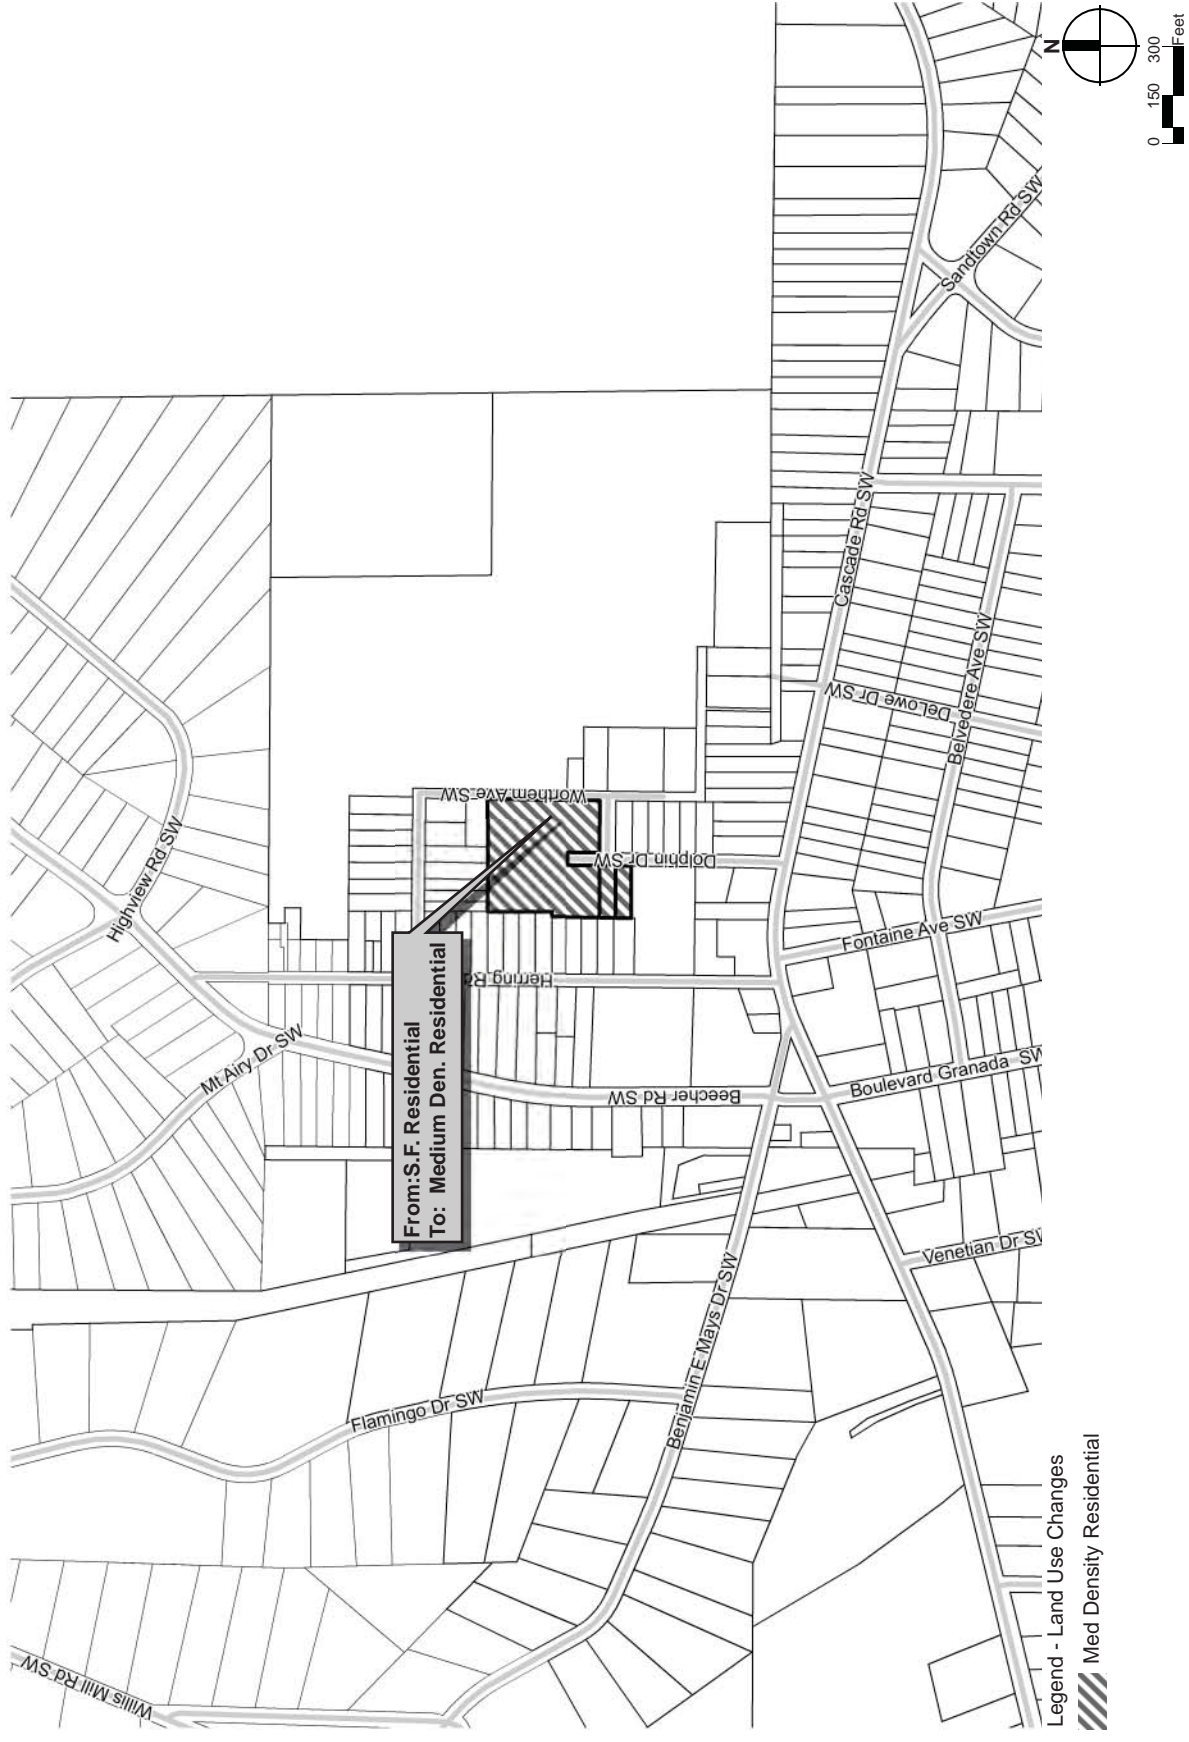 N
0 150 300
Feet
Highview Rd SW
Mt Airy Dr SW
Worthem Ave SW
Dolphin Dr SW
Herring Rd
From:S.F. Residential
To: Medium Den. Residential
Beecher Rd SW
Cascade Rd SW
Sandtown Rd SW
DeLowe Dr SW
Belvedere Ave SW
Fontaine Ave SW
Boulevard Granada SW
Venetian Dr SW
Benjamin E Mays Dr SW
Flamingo Dr SW
Willis Mill Rd SW
Legend - Land Use Changes
Med Density Residential